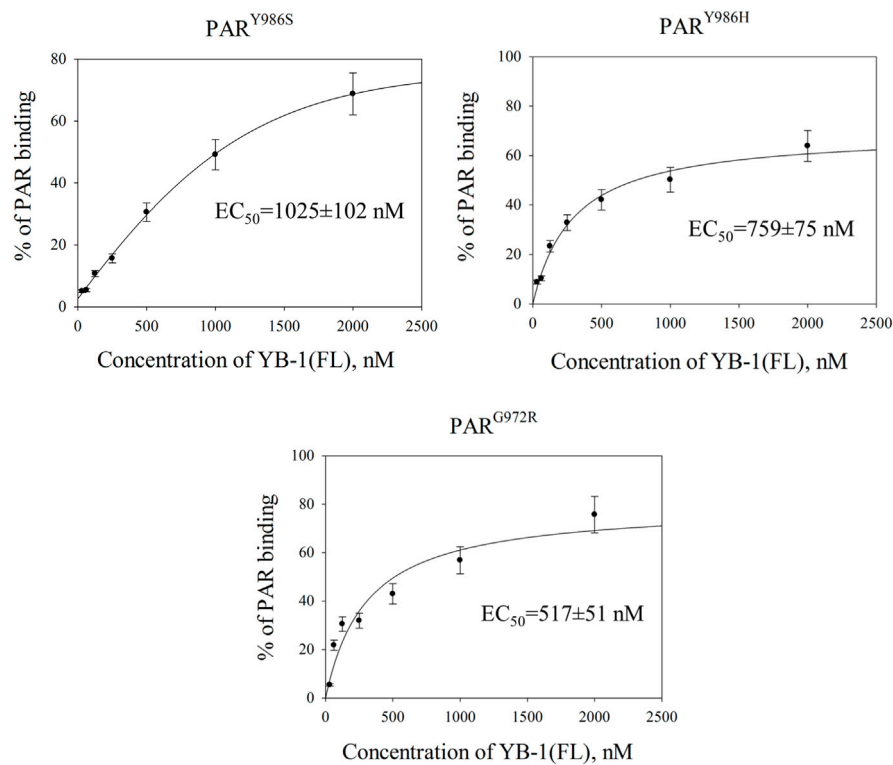 PAR^Y986S
80
60
40
20
0
0 500 1000 1500 2000 2500
% of PAR binding
EC₅₀=1025±102 nM
Concentration of YB-1(FL), nM
PAR^Y986H
100
80
60
40
20
0
0 500 1000 1500 2000 2500
% of PAR binding
EC₅₀=759±75 nM
Concentration of YB-1(FL), nM
PAR^G972R
100
80
60
40
20
0
0 500 1000 1500 2000 2500
% of PAR binding
EC₅₀=517±51 nM
Concentration of YB-1(FL), nM